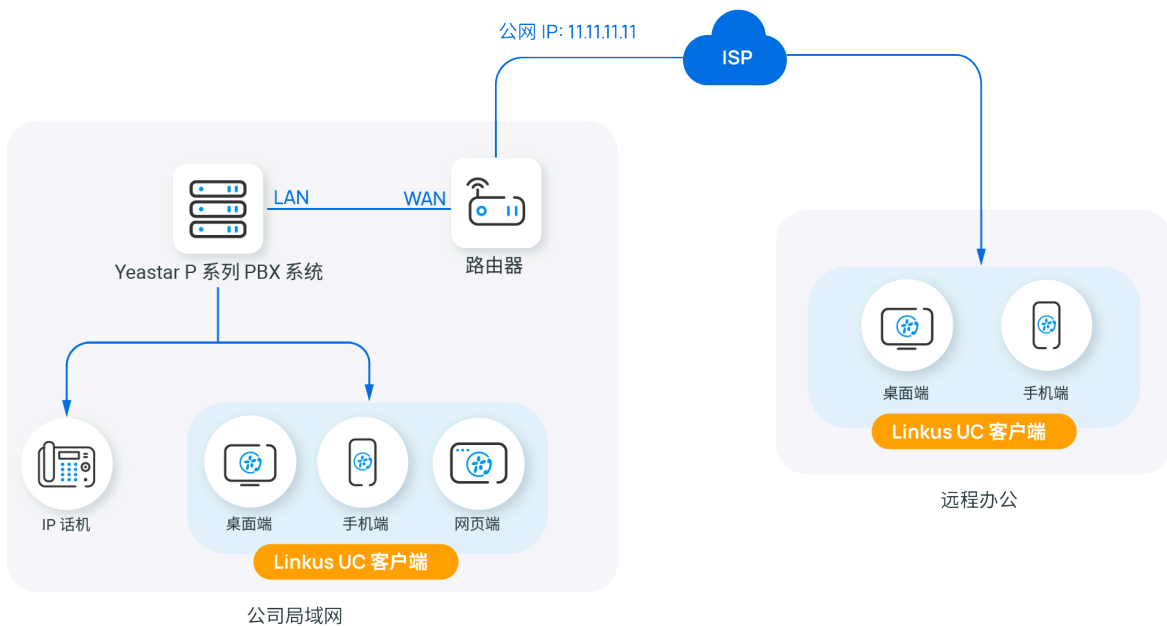 公网 IP: 11.11.11.11
ISP
LAN
WAN
Yeastar P 系列 PBX 系统
路由器
桌面端
手机端
Linkus UC 客户端
远程办公
IP 话机
桌面端
手机端
网页端
Linkus UC 客户端
公司局域网